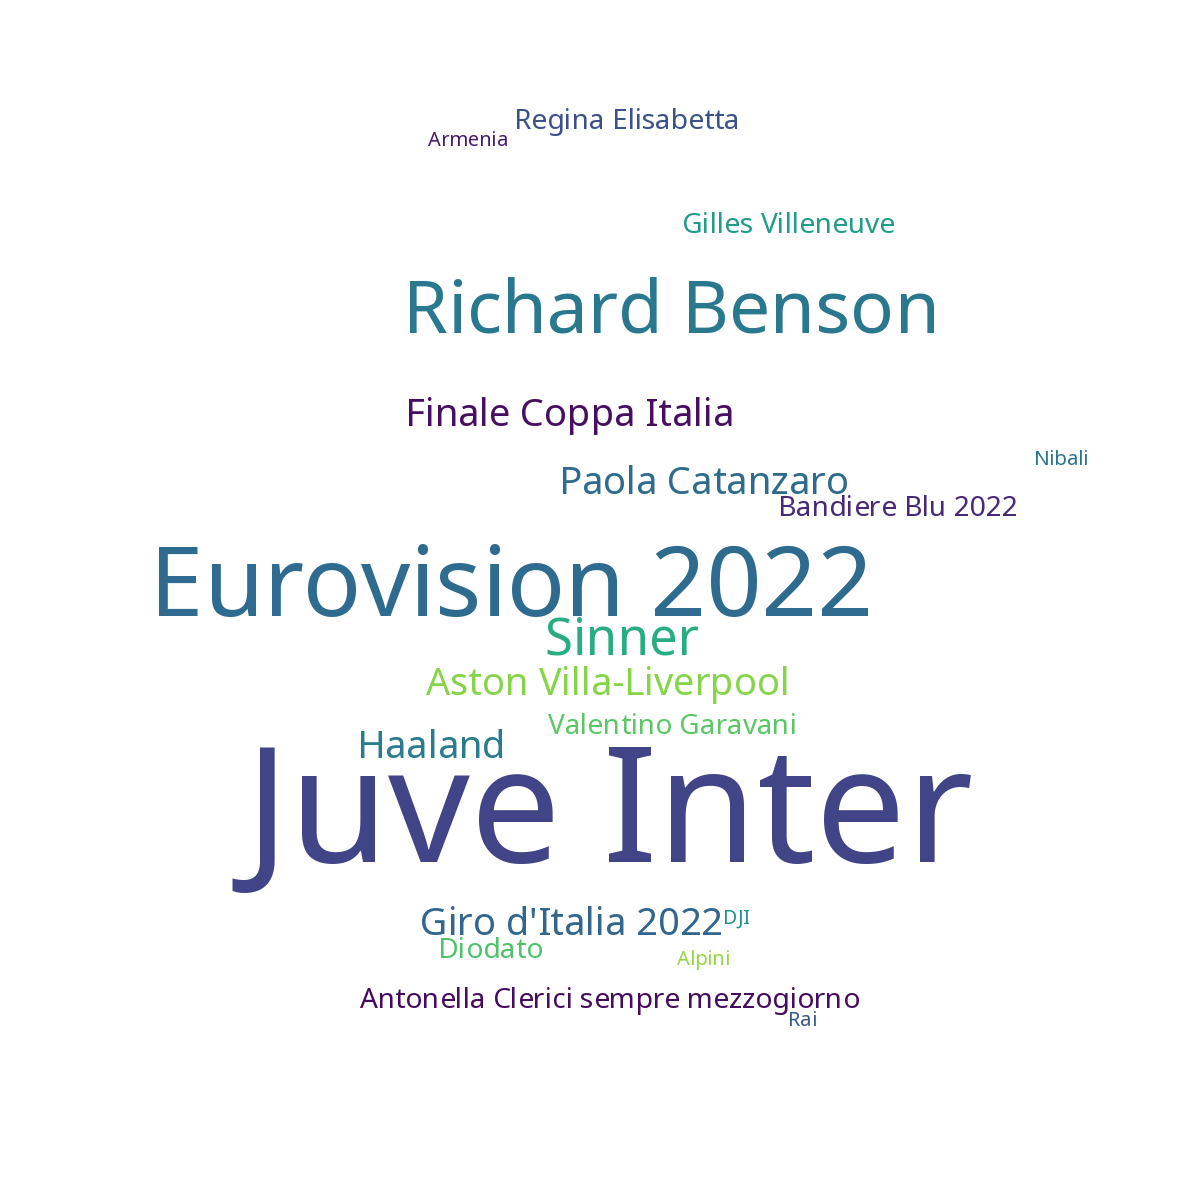 Regina Elisabetta
Armenia
Gilles Villeneuve
Richard Benson
Finale Coppa Italia
Nibali
Paola Catanzaro
Bandiere Blu 2022
Eurovision 2022
Sinner
Aston Villa-Liverpool
Valentino Garavani
Haaland
Juve Inter
Giro d'Italia 2022
DJI
Diodato
Alpini
Antonella Clerici sempre mezzogiorno
Rai